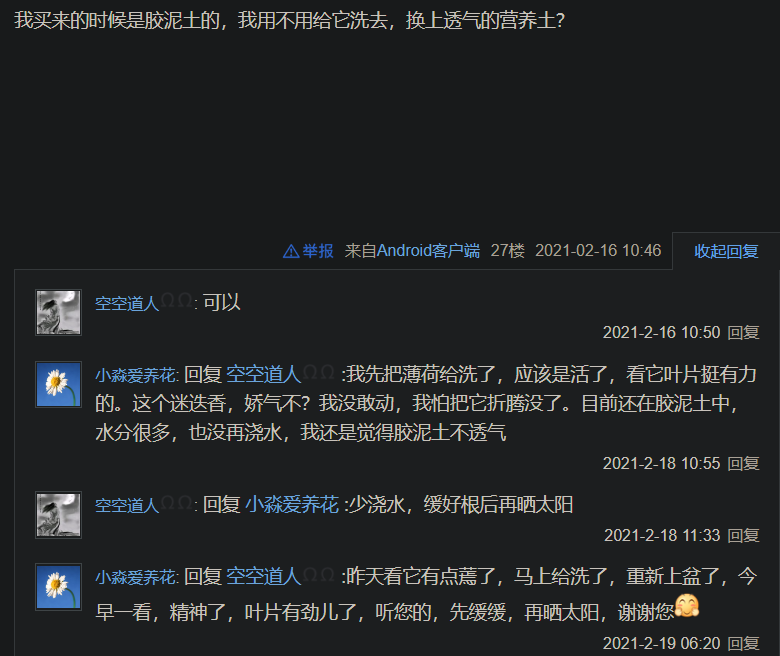 我买来的时候是胶泥土的，我用不用给它洗去，换上透气的营养土？
举报 来自Android客户端 27楼 2021-02-16 10:46 收起回复
空空道人ΩΩ: 可以
2021-2-16 10:50 回复
小淼爱养花: 回复 空空道人ΩΩ :我先把薄荷给洗了，应该是活了，看它叶片挺有力
的。这个迷迭香，娇气不？我没敢动，我怕把它折腾没了。目前还在胶泥土中，
水分很多，也没再浇水，我还是觉得胶泥土不透气
2021-2-18 10:55 回复
空空道人ΩΩ: 回复 小淼爱养花 :少浇水，缓好根后再晒太阳
2021-2-18 11:33 回复
小淼爱养花: 回复 空空道人ΩΩ :昨天看它有点蔫了，马上给洗了，重新上盆了，今
早一看，精神了，叶片有劲儿了，听您的，先缓缓，再晒太阳，谢谢您
2021-2-19 06:20 回复